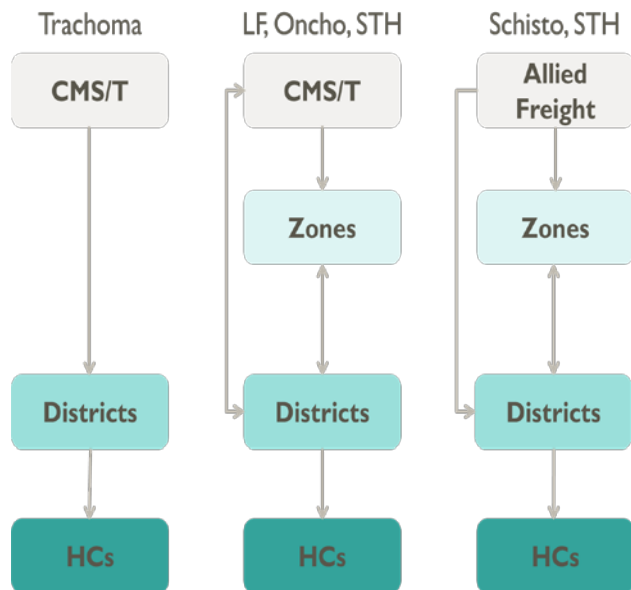 Trachoma
LF, Oncho, STH
Schisto, STH
CMS/T
CMS/T
Allied
Freight
Zones
Zones
Districts
Districts
Districts
HCs
HCs
HCs